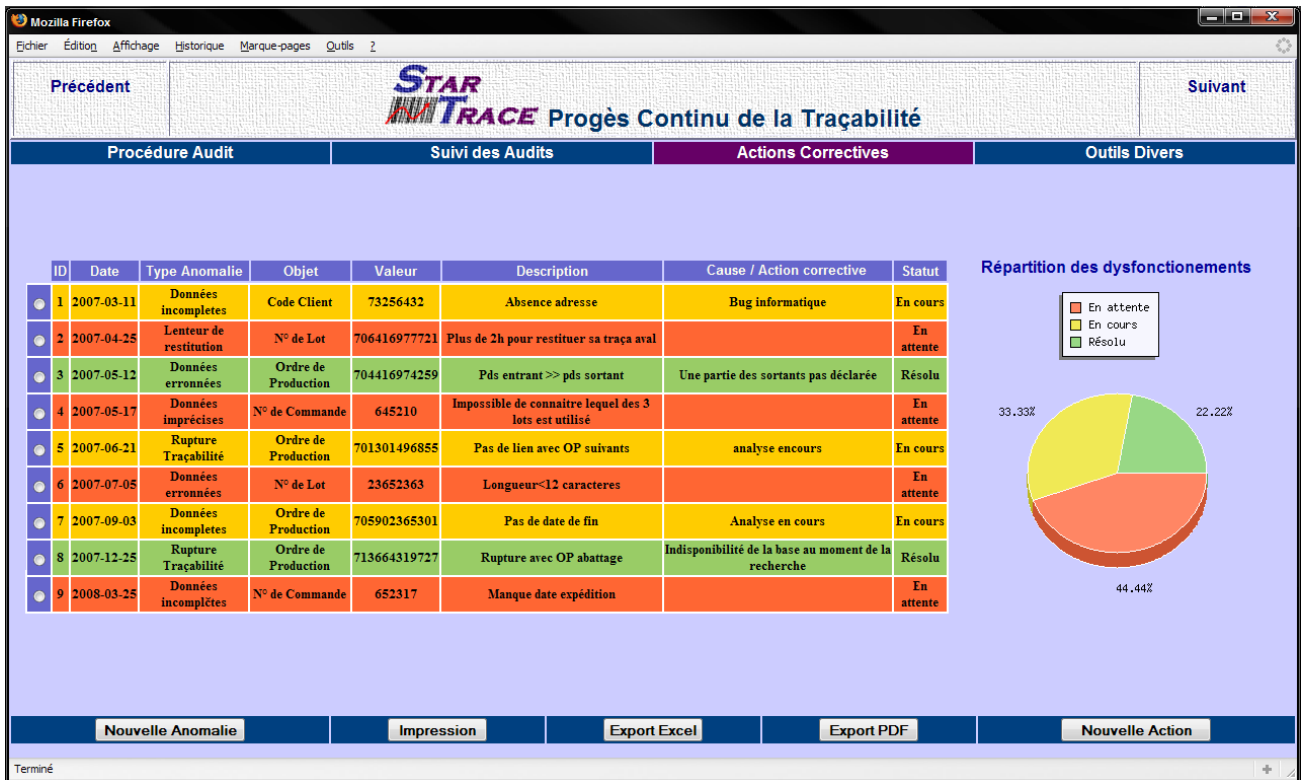 Mozilla Firefox
Fichier Édition Affichage Historique Marque-pages Outils ?
Précédent
STAR
TRACE Progès Continu de la Traçabilité
Suivant
Procédure Audit Suivi des Audits Actions Correctives Outils Divers
ID Date Type Anomalie Objet Valeur Description Cause / Action corrective Statut
1 2007-03-11 Données incompletes Code Client 73256432 Absence adresse Bug informatique En cours
2 2007-04-25 Lenteur de restitution N° de Lot 706416977721 Plus de 2h pour restituer sa traça aval En attente
3 2007-05-12 Données erronnées Ordre de Production 704416974259 Pds entrant >> pds sortant Une partie des sortants pas déclarée Résolu
4 2007-05-17 Données imprécises N° de Commande 645210 Impossible de connaitre lequel des 3 lots est utilisé En attente
5 2007-06-21 Rupture Traçabilité Ordre de Production 701301496855 Pas de lien avec OP suivants analyse encours En cours
6 2007-07-05 Données erronnées N° de Lot 23652363 Longueur<12 caracteres En attente
7 2007-09-03 Données incompletes Ordre de Production 705902365301 Pas de date de fin Analyse en cours En cours
8 2007-12-25 Rupture Traçabilité Ordre de Production 713664319727 Rupture avec OP abattage Indisponibilité de la base au moment de la recherche Résolu
9 2008-03-25 Données incomplčtes N° de Commande 652317 Manque date expédition En attente
Répartition des dysfonctionements
En attente
En cours
Résolu
33.33% 22.22%
44.44%
Nouvelle Anomalie Impression Export Excel Export PDF Nouvelle Action
Terminé